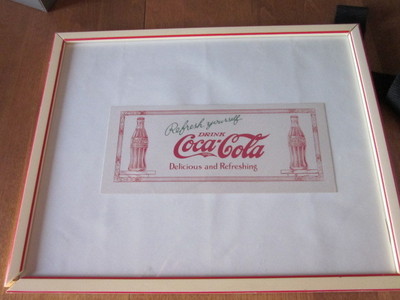 Refresh yourself
DRINK
Coca-Cola
Delicious and Refreshing